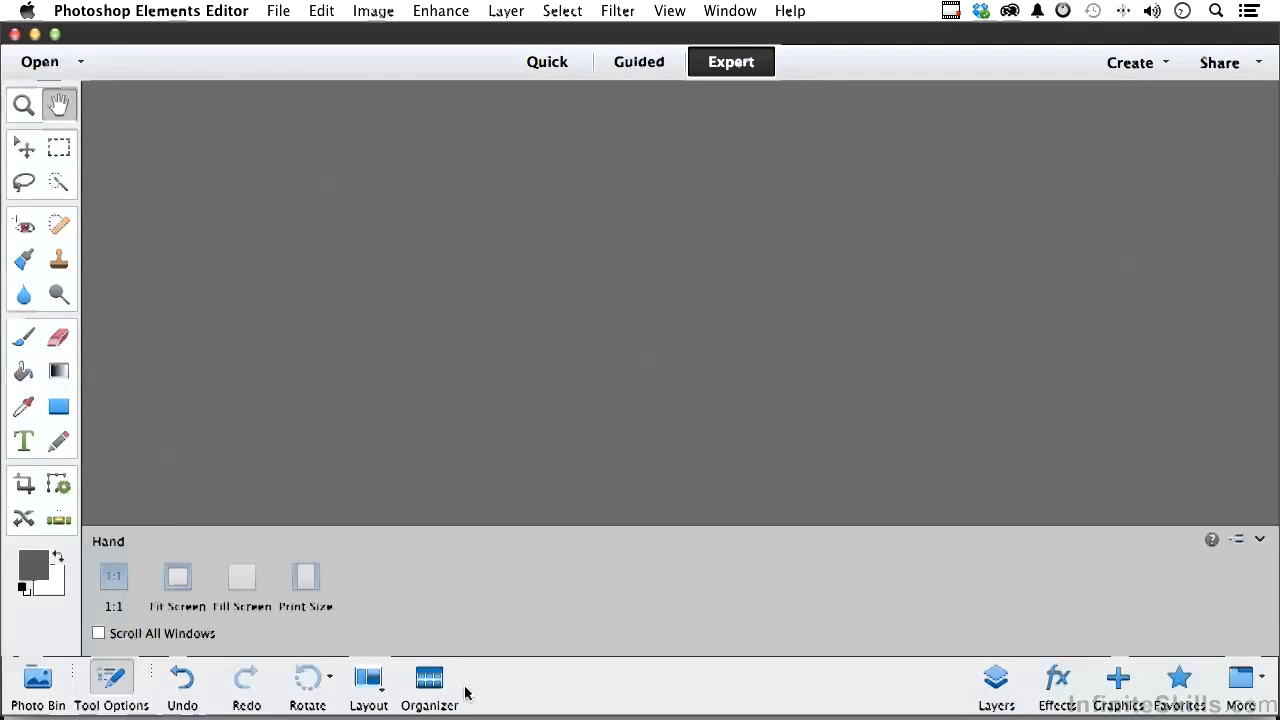 Photoshop Elements Editor File Edit Image Enhance Layer Select Filter View Window Help
Open Quick Guided Expert Create Share
T
Hand
1:1
1:1 Fit Screen Fill Screen Print Size
Scroll All Windows
Photo Bin Tool Options Undo Redo Rotate Layout Organizer Layers Effects Graphics Favorites More
InfiniteSkills.com